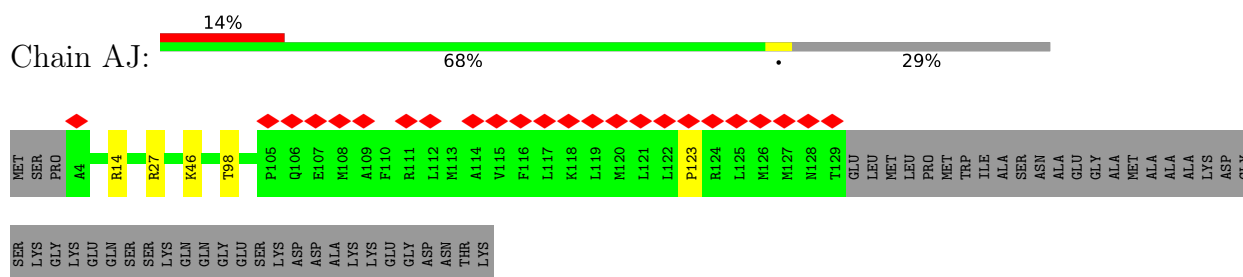 14%
Chain AJ:
68%
•
29%
MET SER PRO A4 R14 R27 K46 T98 P105 Q106 E107 M108 A109 F110 R111 L112 M113 A114 V115 F116 L117 K118 L119 M120 L121 L122 P123 R124 L125 M126 M127 N128 T129 GLU LEU MET LEU PRO MET TRP ILE ALA SER ASN ALA GLU GLY ALA MET ALA ALA ALA LYS ASP GLY
SER LYS GLY LYS GLU GLN SER SER LYS GLN GLN GLY GLU SER LYS ASP ASP ALA LYS LYS GLU GLY ASP ASN THR LYS